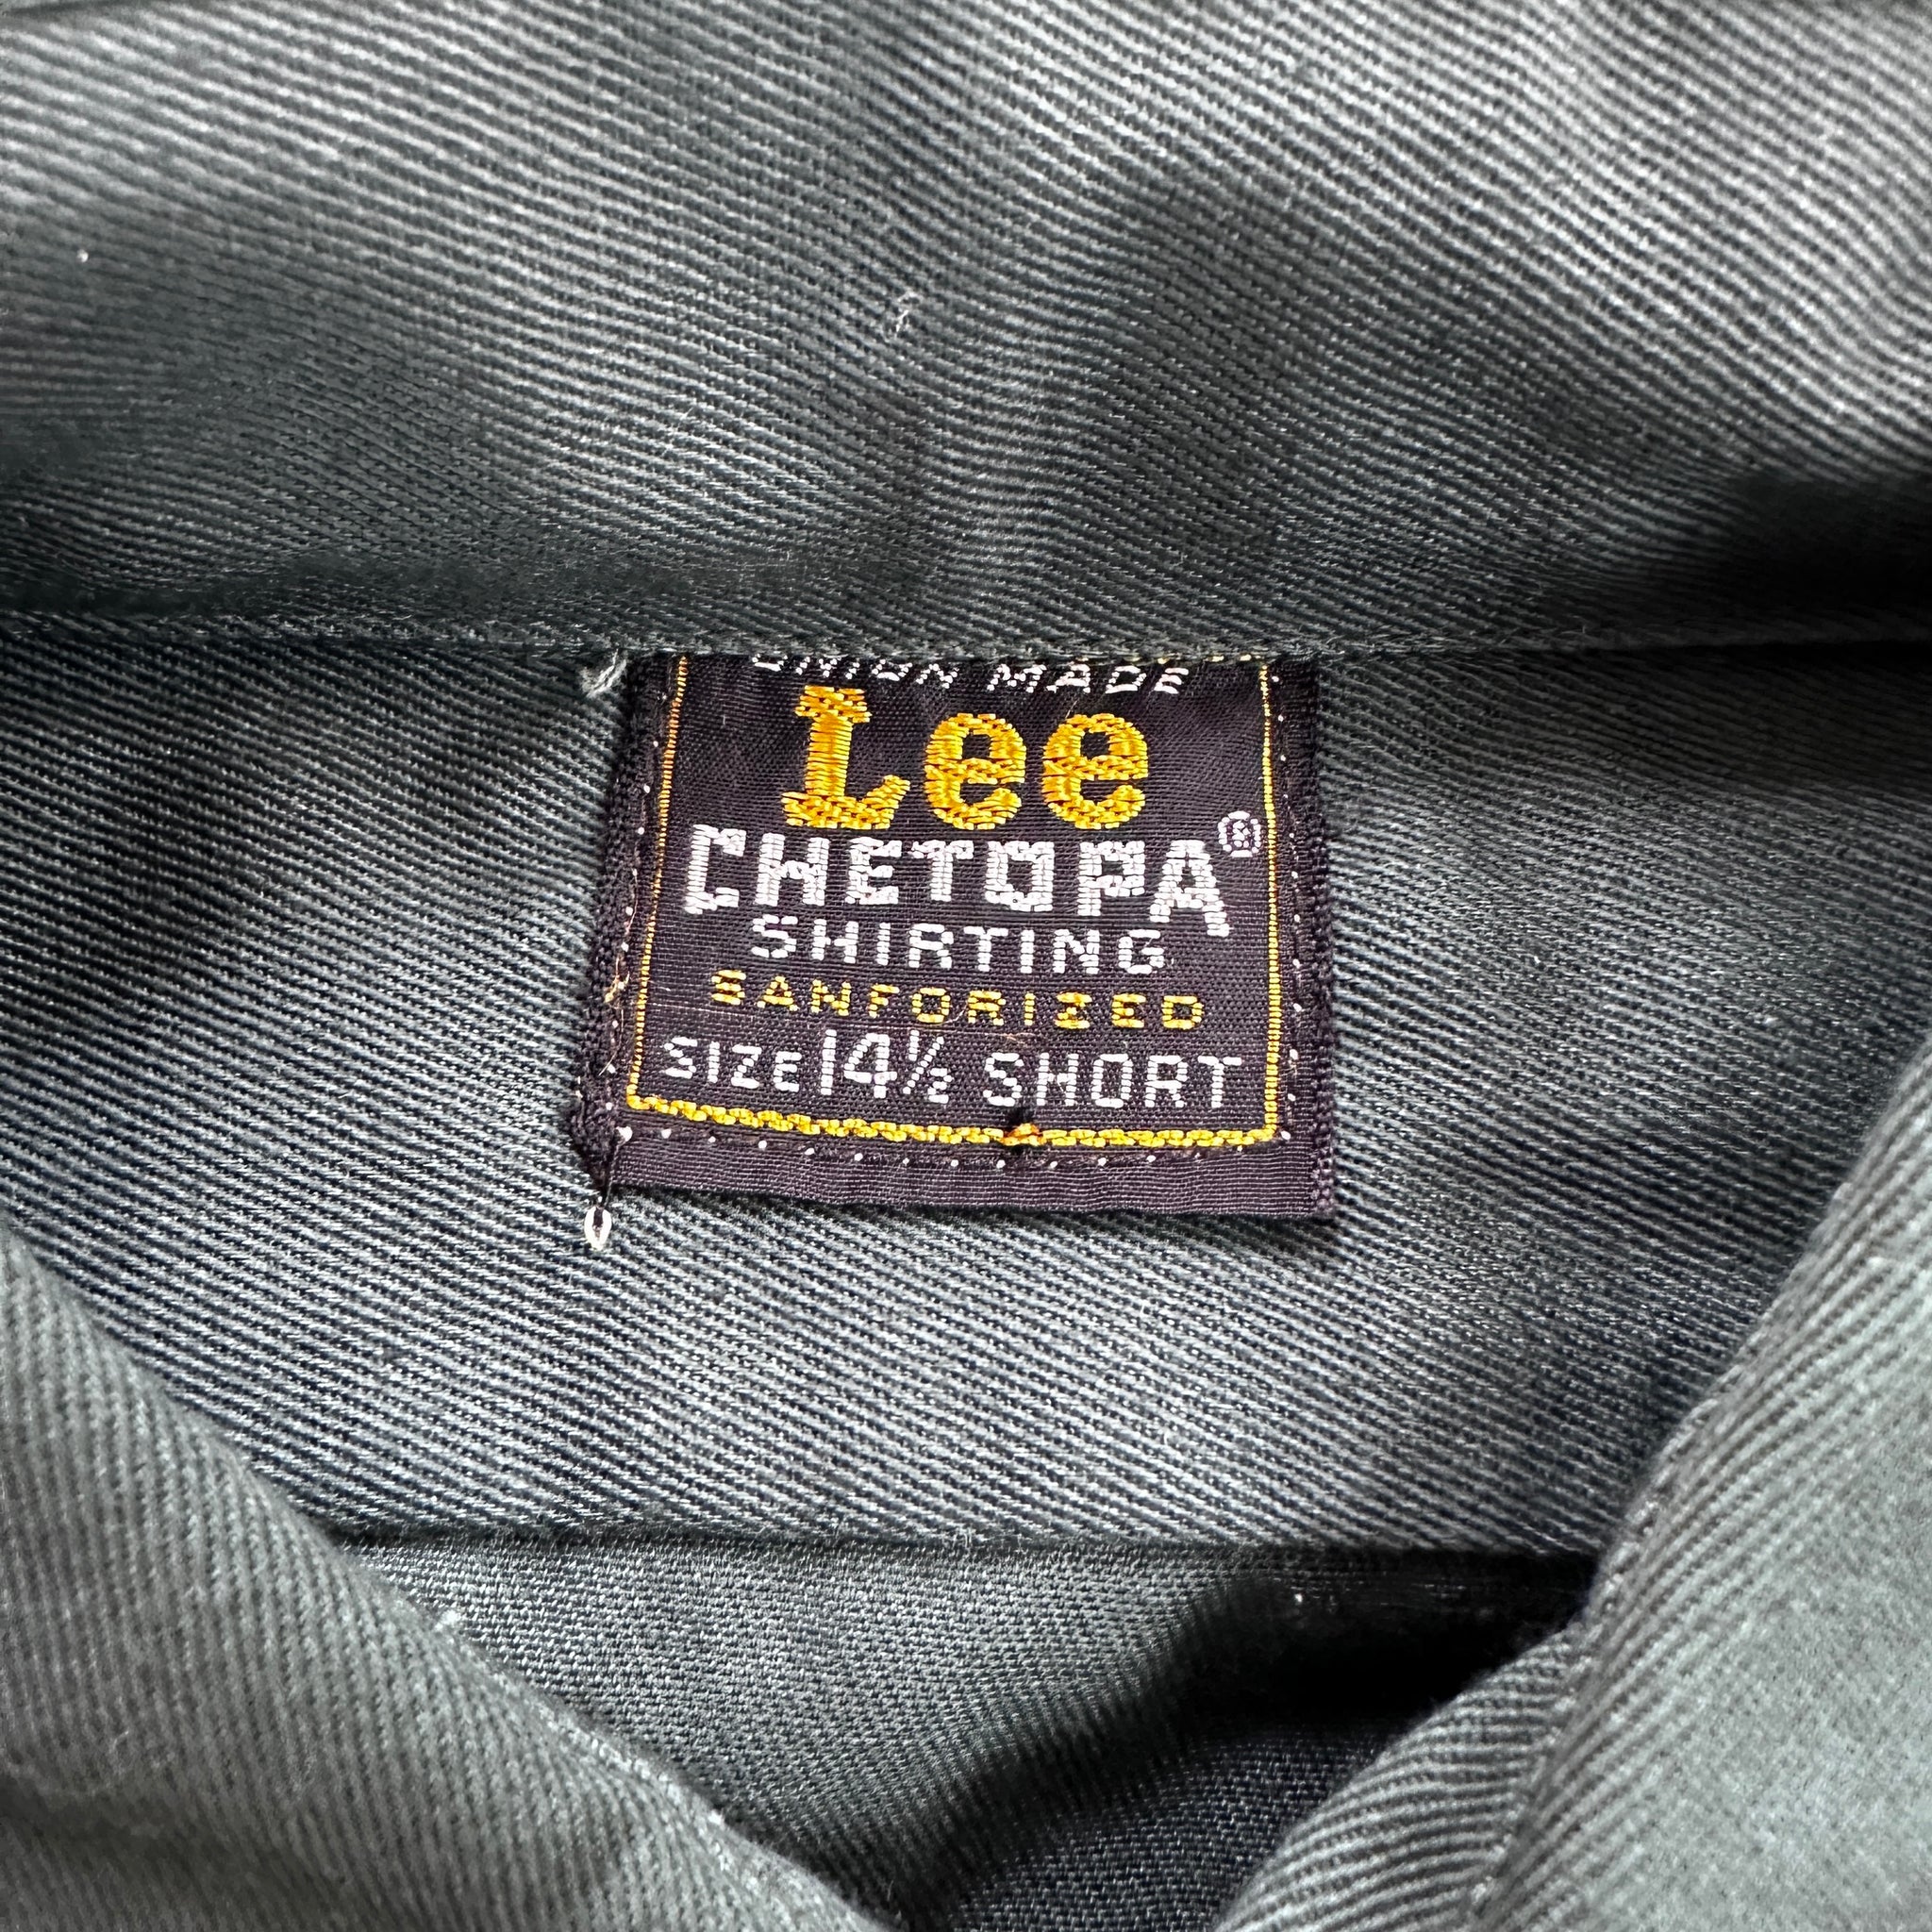 UNION MADE
Lee
CHETOPA®
SHIRTING
SANFORIZED
SIZE 14½ SHORT